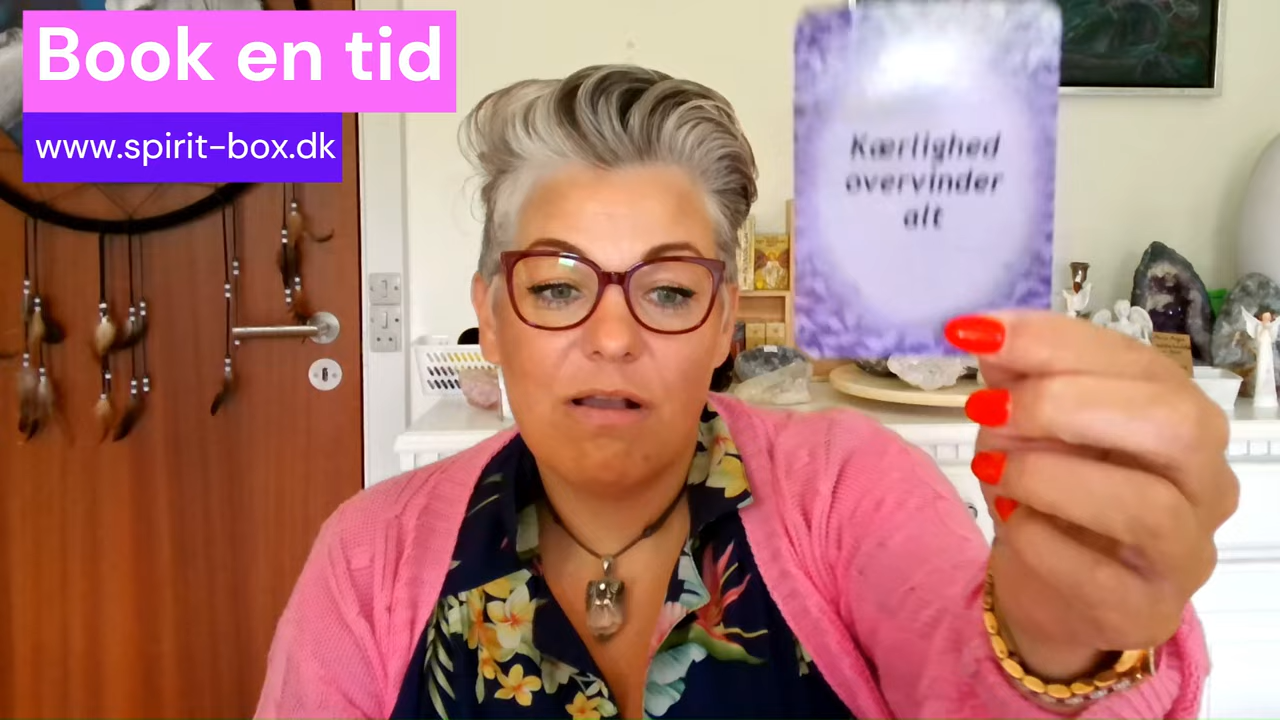 Book en tid
www.spirit-box.dk
Kærlighed
overvinder
alt